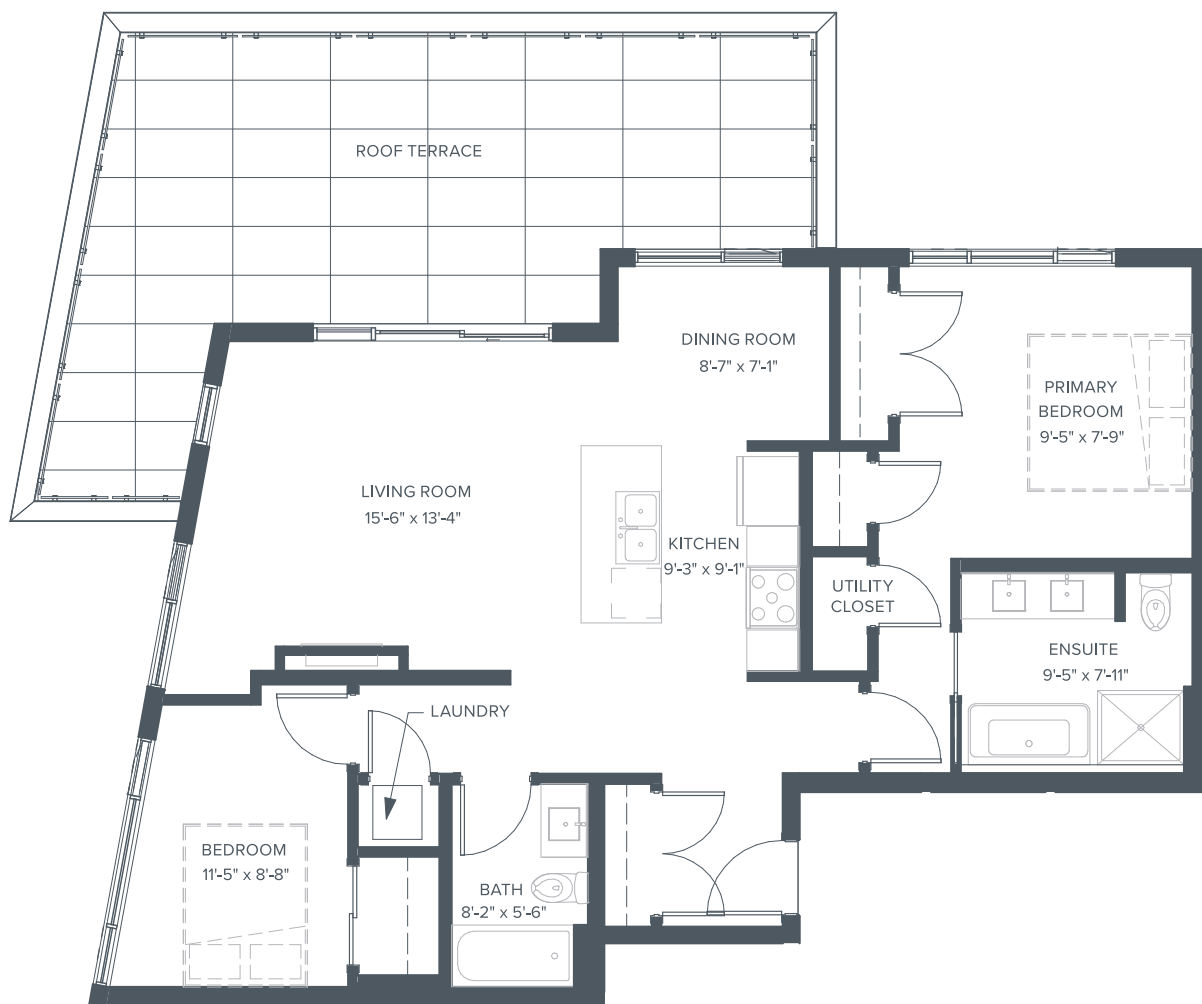 ROOF TERRACE
DINING ROOM
8'-7" x 7'-1"
PRIMARY
BEDROOM
9'-5" x 7'-9"
LIVING ROOM
15'-6" x 13'-4"
KITCHEN
9'-3" x 9'-1"
UTILITY
CLOSET
ENSUITE
9'-5" x 7'-11"
LAUNDRY
BEDROOM
11'-5" x 8'-8"
BATH
8'-2" x 5'-6"